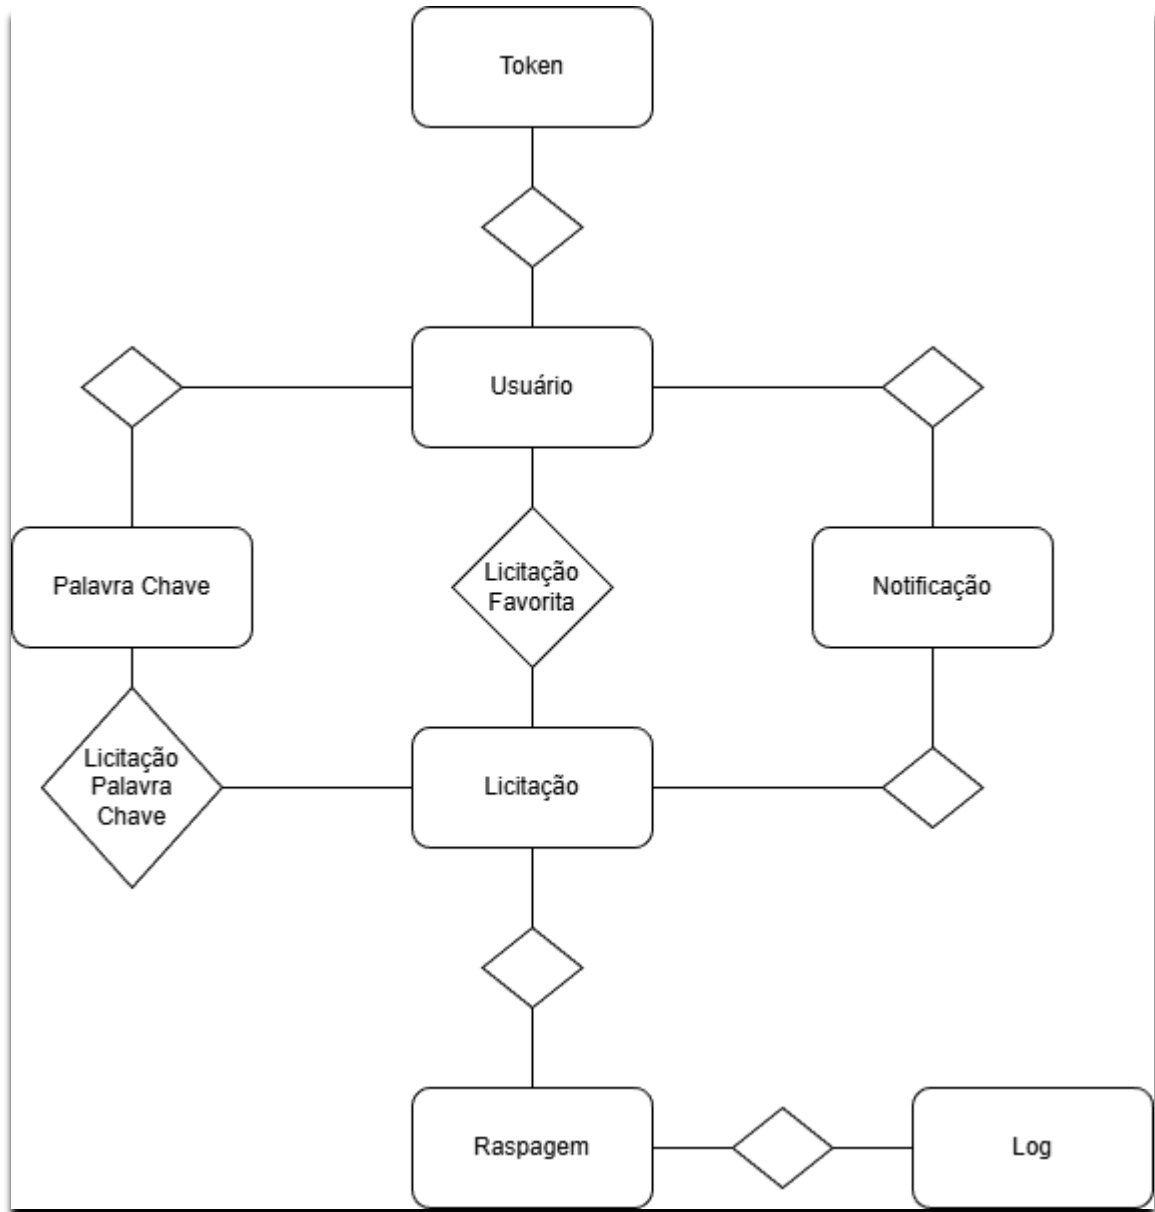 Token
Usuário
Palavra Chave
Licitação
Favorita
Notificação
Licitação
Palavra
Chave
Licitação
Raspagem
Log